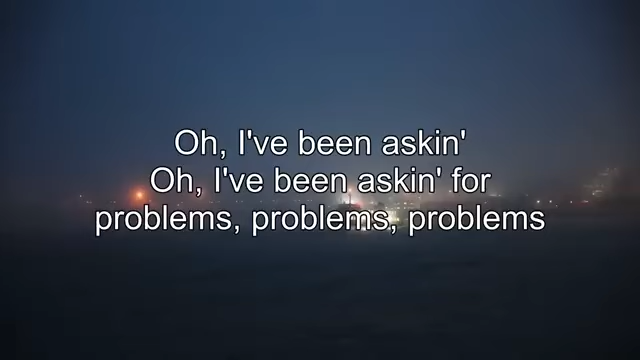 Oh, I've been askin'
Oh, I've been askin' for
problems, problems, problems